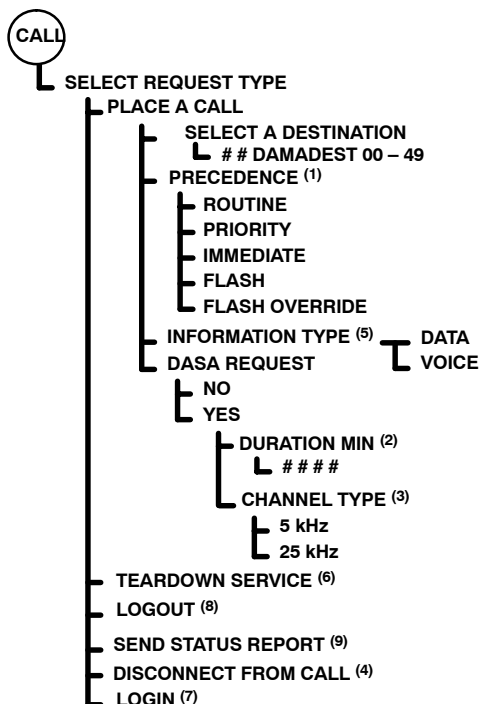 CALL
SELECT REQUEST TYPE
PLACE A CALL
SELECT A DESTINATION
# # DAMADEST 00 – 49
PRECEDENCE (1)
ROUTINE
PRIORITY
IMMEDIATE
FLASH
FLASH OVERRIDE
INFORMATION TYPE (5) DATA
VOICE
DASA REQUEST
NO
YES
DURATION MIN (2)
# # # #
CHANNEL TYPE (3)
5 kHz
25 kHz
TEARDOWN SERVICE (6)
LOGOUT (8)
SEND STATUS REPORT (9)
DISCONNECT FROM CALL (4)
LOGIN (7)